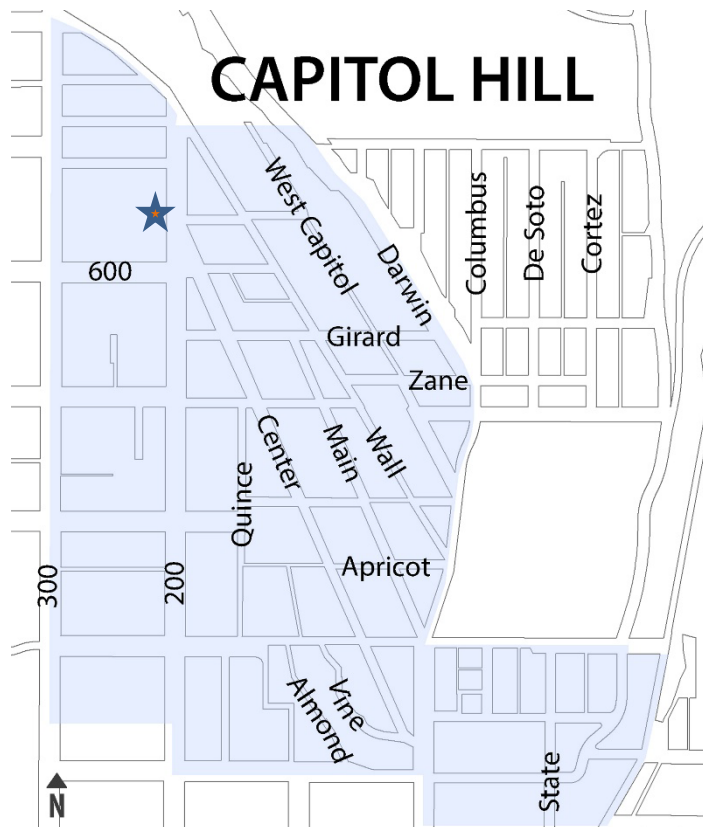 CAPITOL HILL
West Capitol
Darwin
Columbus
De Soto
Cortez
600
Girard
Zane
Center
Main
Wall
Quince
Apricot
300
200
Almond
Vine
State
N